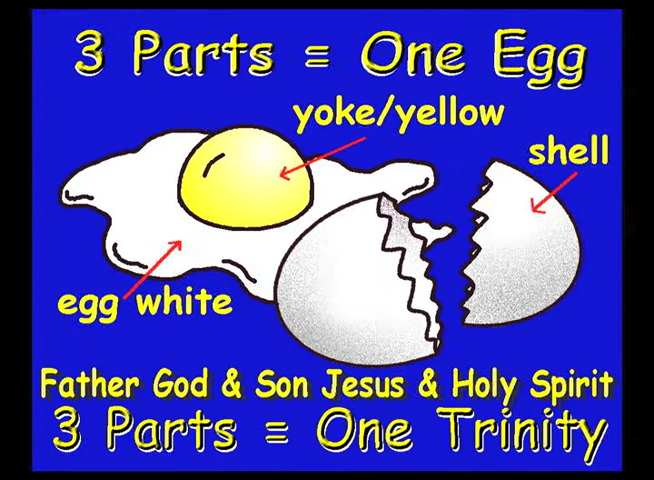 3 Parts = One Egg
yoke/yellow
shell
egg white
Father God & Son Jesus & Holy Spirit
3 Parts = One Trinity